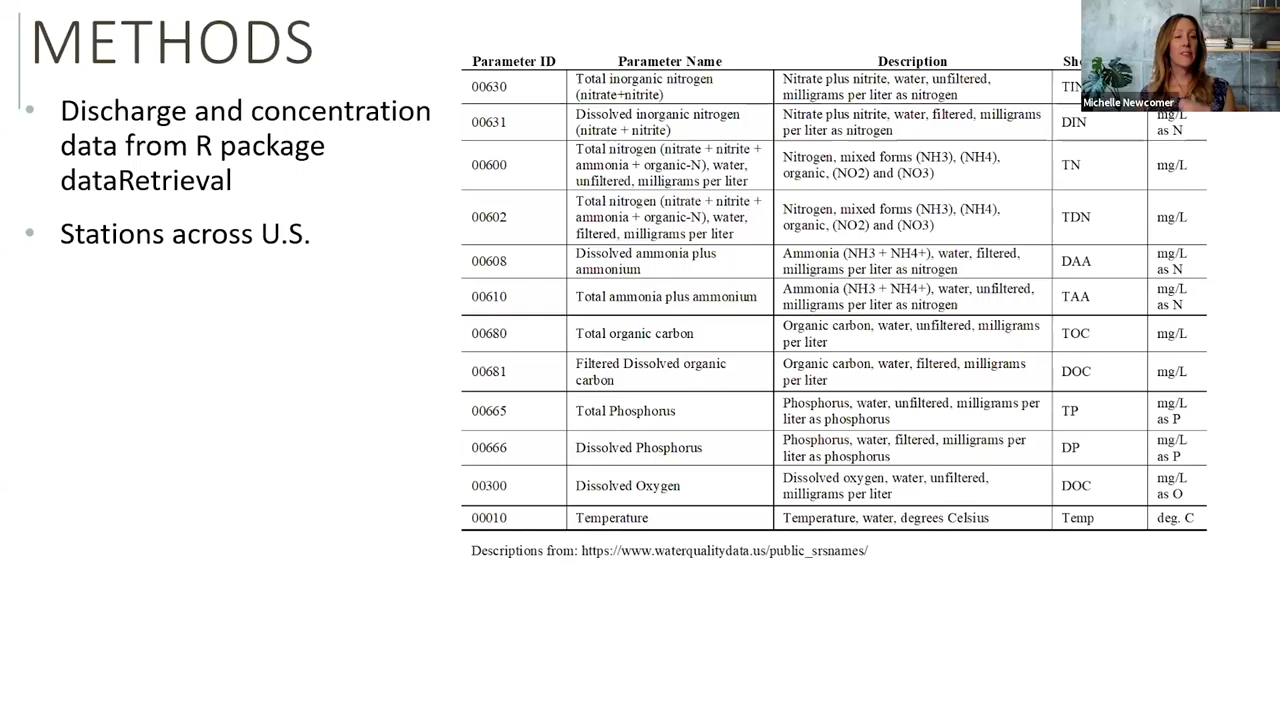 METHODS
• Discharge and concentration
data from R package
dataRetrieval
• Stations across U.S.
Parameter ID Parameter Name Description
00630 Total inorganic nitrogen (nitrate+nitrite) Nitrate plus nitrite, water, unfiltered, milligrams per liter as nitrogen
00631 Dissolved inorganic nitrogen (nitrate + nitrite) Nitrate plus nitrite, water, filtered, milligrams per liter as nitrogen DIN mg/L as N
00600 Total nitrogen (nitrate + nitrite + ammonia + organic-N), water, unfiltered, milligrams per liter Nitrogen, mixed forms (NH3), (NH4), organic, (NO2) and (NO3) TN mg/L
00602 Total nitrogen (nitrate + nitrite + ammonia + organic-N), water, filtered, milligrams per liter Nitrogen, mixed forms (NH3), (NH4), organic, (NO2) and (NO3) TDN mg/L
00608 Dissolved ammonia plus ammonium Ammonia (NH3 + NH4+), water, filtered, milligrams per liter as nitrogen DAA mg/L as N
00610 Total ammonia plus ammonium Ammonia (NH3 + NH4+), water, unfiltered, milligrams per liter as nitrogen TAA mg/L as N
00680 Total organic carbon Organic carbon, water, unfiltered, milligrams per liter TOC mg/L
00681 Filtered Dissolved organic carbon Organic carbon, water, filtered, milligrams per liter DOC mg/L
00665 Total Phosphorus Phosphorus, water, unfiltered, milligrams per liter as phosphorus TP mg/L as P
00666 Dissolved Phosphorus Phosphorus, water, filtered, milligrams per liter as phosphorus DP mg/L as P
00300 Dissolved Oxygen Dissolved oxygen, water, unfiltered, milligrams per liter DOC mg/L as O
00010 Temperature Temperature, water, degrees Celsius Temp deg. C
Descriptions from: https://www.waterqualitydata.us/public_srsnames/
Michelle Newcomer